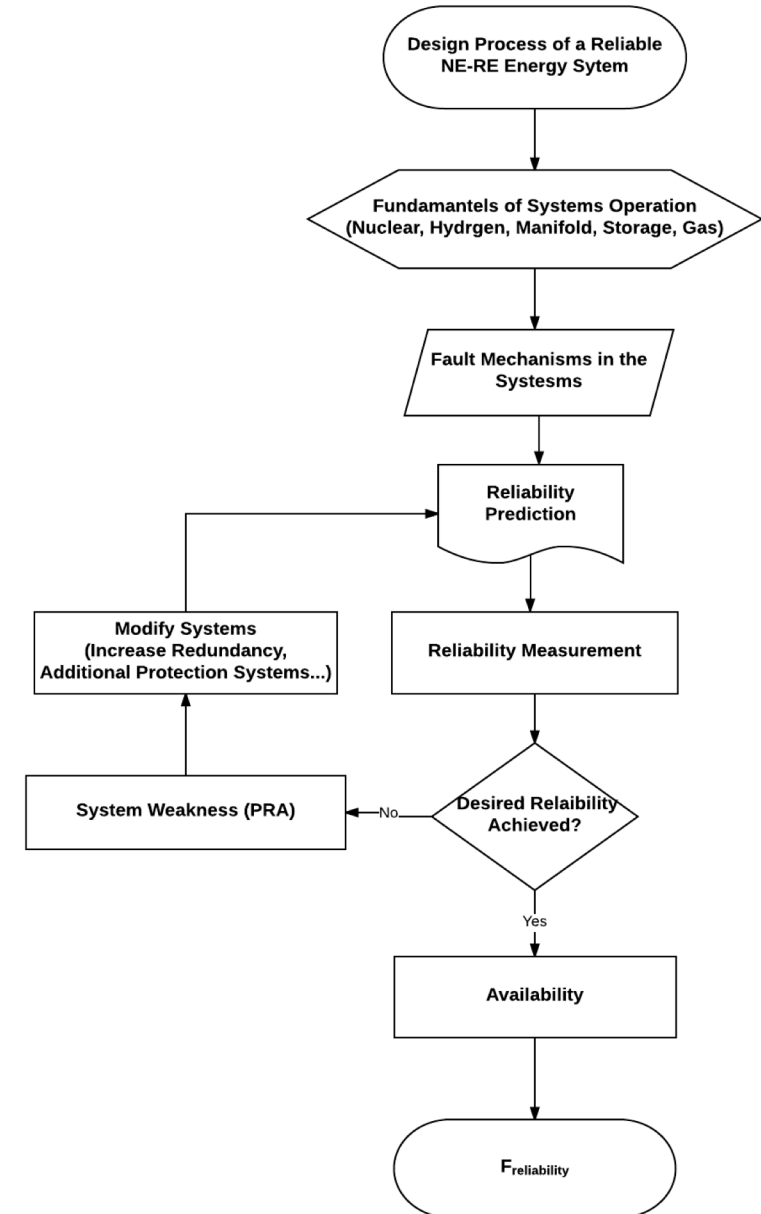 Design Process of a Reliable
NE-RE Energy Sytem
Fundamantels of Systems Operation
(Nuclear, Hydrgen, Manifold, Storage, Gas)
Fault Mechanisms in the
Systesms
Reliability
Prediction
Modify Systems
(Increase Redundancy,
Additional Protection Systems...)
Reliability Measurement
System Weakness (PRA)
No
Desired Relaibility
Achieved?
Yes
Availability
Freliability